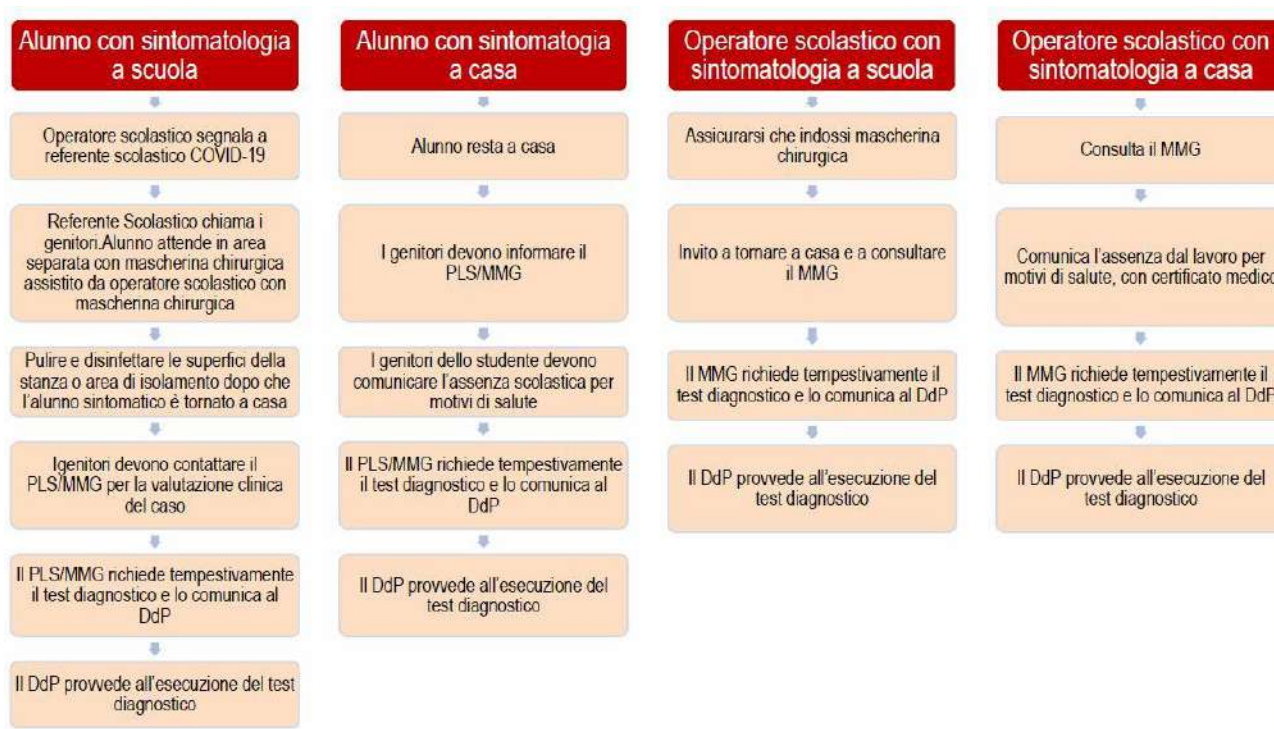 Alunno con sintomatologia
a scuola
Operatore scolastico segnala a
referente scolastico COVID-19
Referente Scolastico chiama i
genitori.Alunno attende in area
separata con mascherina chirurgica
assistito da operatore scolastico con
mascherina chirurgica
Pulire e disinfettare le superfici della
stanza o area di isolamento dopo che
l'alunno sintomatico è tornato a casa
Igenitori devono contattare il
PLS/MMG per la valutazione clinica
del caso
Il PLS/MMG richiede tempestivamente
il test diagnostico e lo comunica al
DdP
Il DdP provvede all'esecuzione del test
diagnostico
Alunno con sintomatogia
a casa
Alunno resta a casa
I genitori devono informare il
PLS/MMG
I genitori dello studente devono
comunicare l'assenza scolastica per
motivi di salute
Il PLS/MMG richiede tempestivamente
il test diagnostico e lo comunica al
DdP
Il DdP provvede all'esecuzione del
test diagnostico
Operatore scolastico con
sintomatologia a scuola
Assicurarsi che indossi mascherina
chirurgica
Invito a tornare a casa e a consultare
il MMG
Il MMG richiede tempestivamente il
test diagnostico e lo comunica al DdP
Il DdP provvede all'esecuzione del
test diagnostico
Operatore scolastico con
sintomatologia a casa
Consulta il MMG
Comunica l'assenza dal lavoro per
motivi di salute, con certificato medico
Il MMG richiede tempestivamente il
test diagnostico e lo comunica al DdP
Il DdP provvede all'esecuzione del
test diagnostico